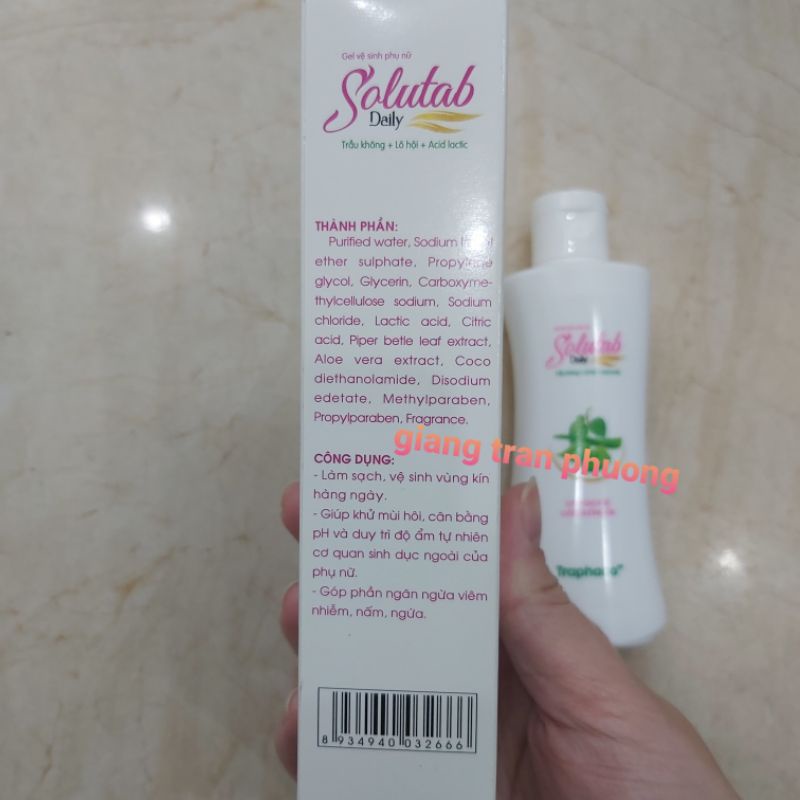 Gel vệ sinh phụ nữ
Solutab
Daily
Trầu không + Lô hội + Acid lactic
THÀNH PHẦN:
Purified water, Sodium
ether sulphate, Propylene
glycol, Glycerin, Carboxyme-
thylcellulose sodium, Sodium
chloride, Lactic acid, Citric
acid, Piper betle leaf extract,
Aloe vera extract, Coco
diethanolamide, Disodium
edetate, Methylparaben,
Propylparaben, Fragrance.
CÔNG DỤNG:
- Làm sạch, vệ sinh vùng kín
hàng ngày.
- Giúp khử mùi hôi, cân bằng
pH và duy trì độ ẩm tự nhiên
cơ quan sinh dục ngoài của
phụ nữ.
- Góp phần ngăn ngừa viêm
nhiễm, nấm, ngứa.
8 934940 032666
giang tran phuong
Solutab
Daily
Traphaco